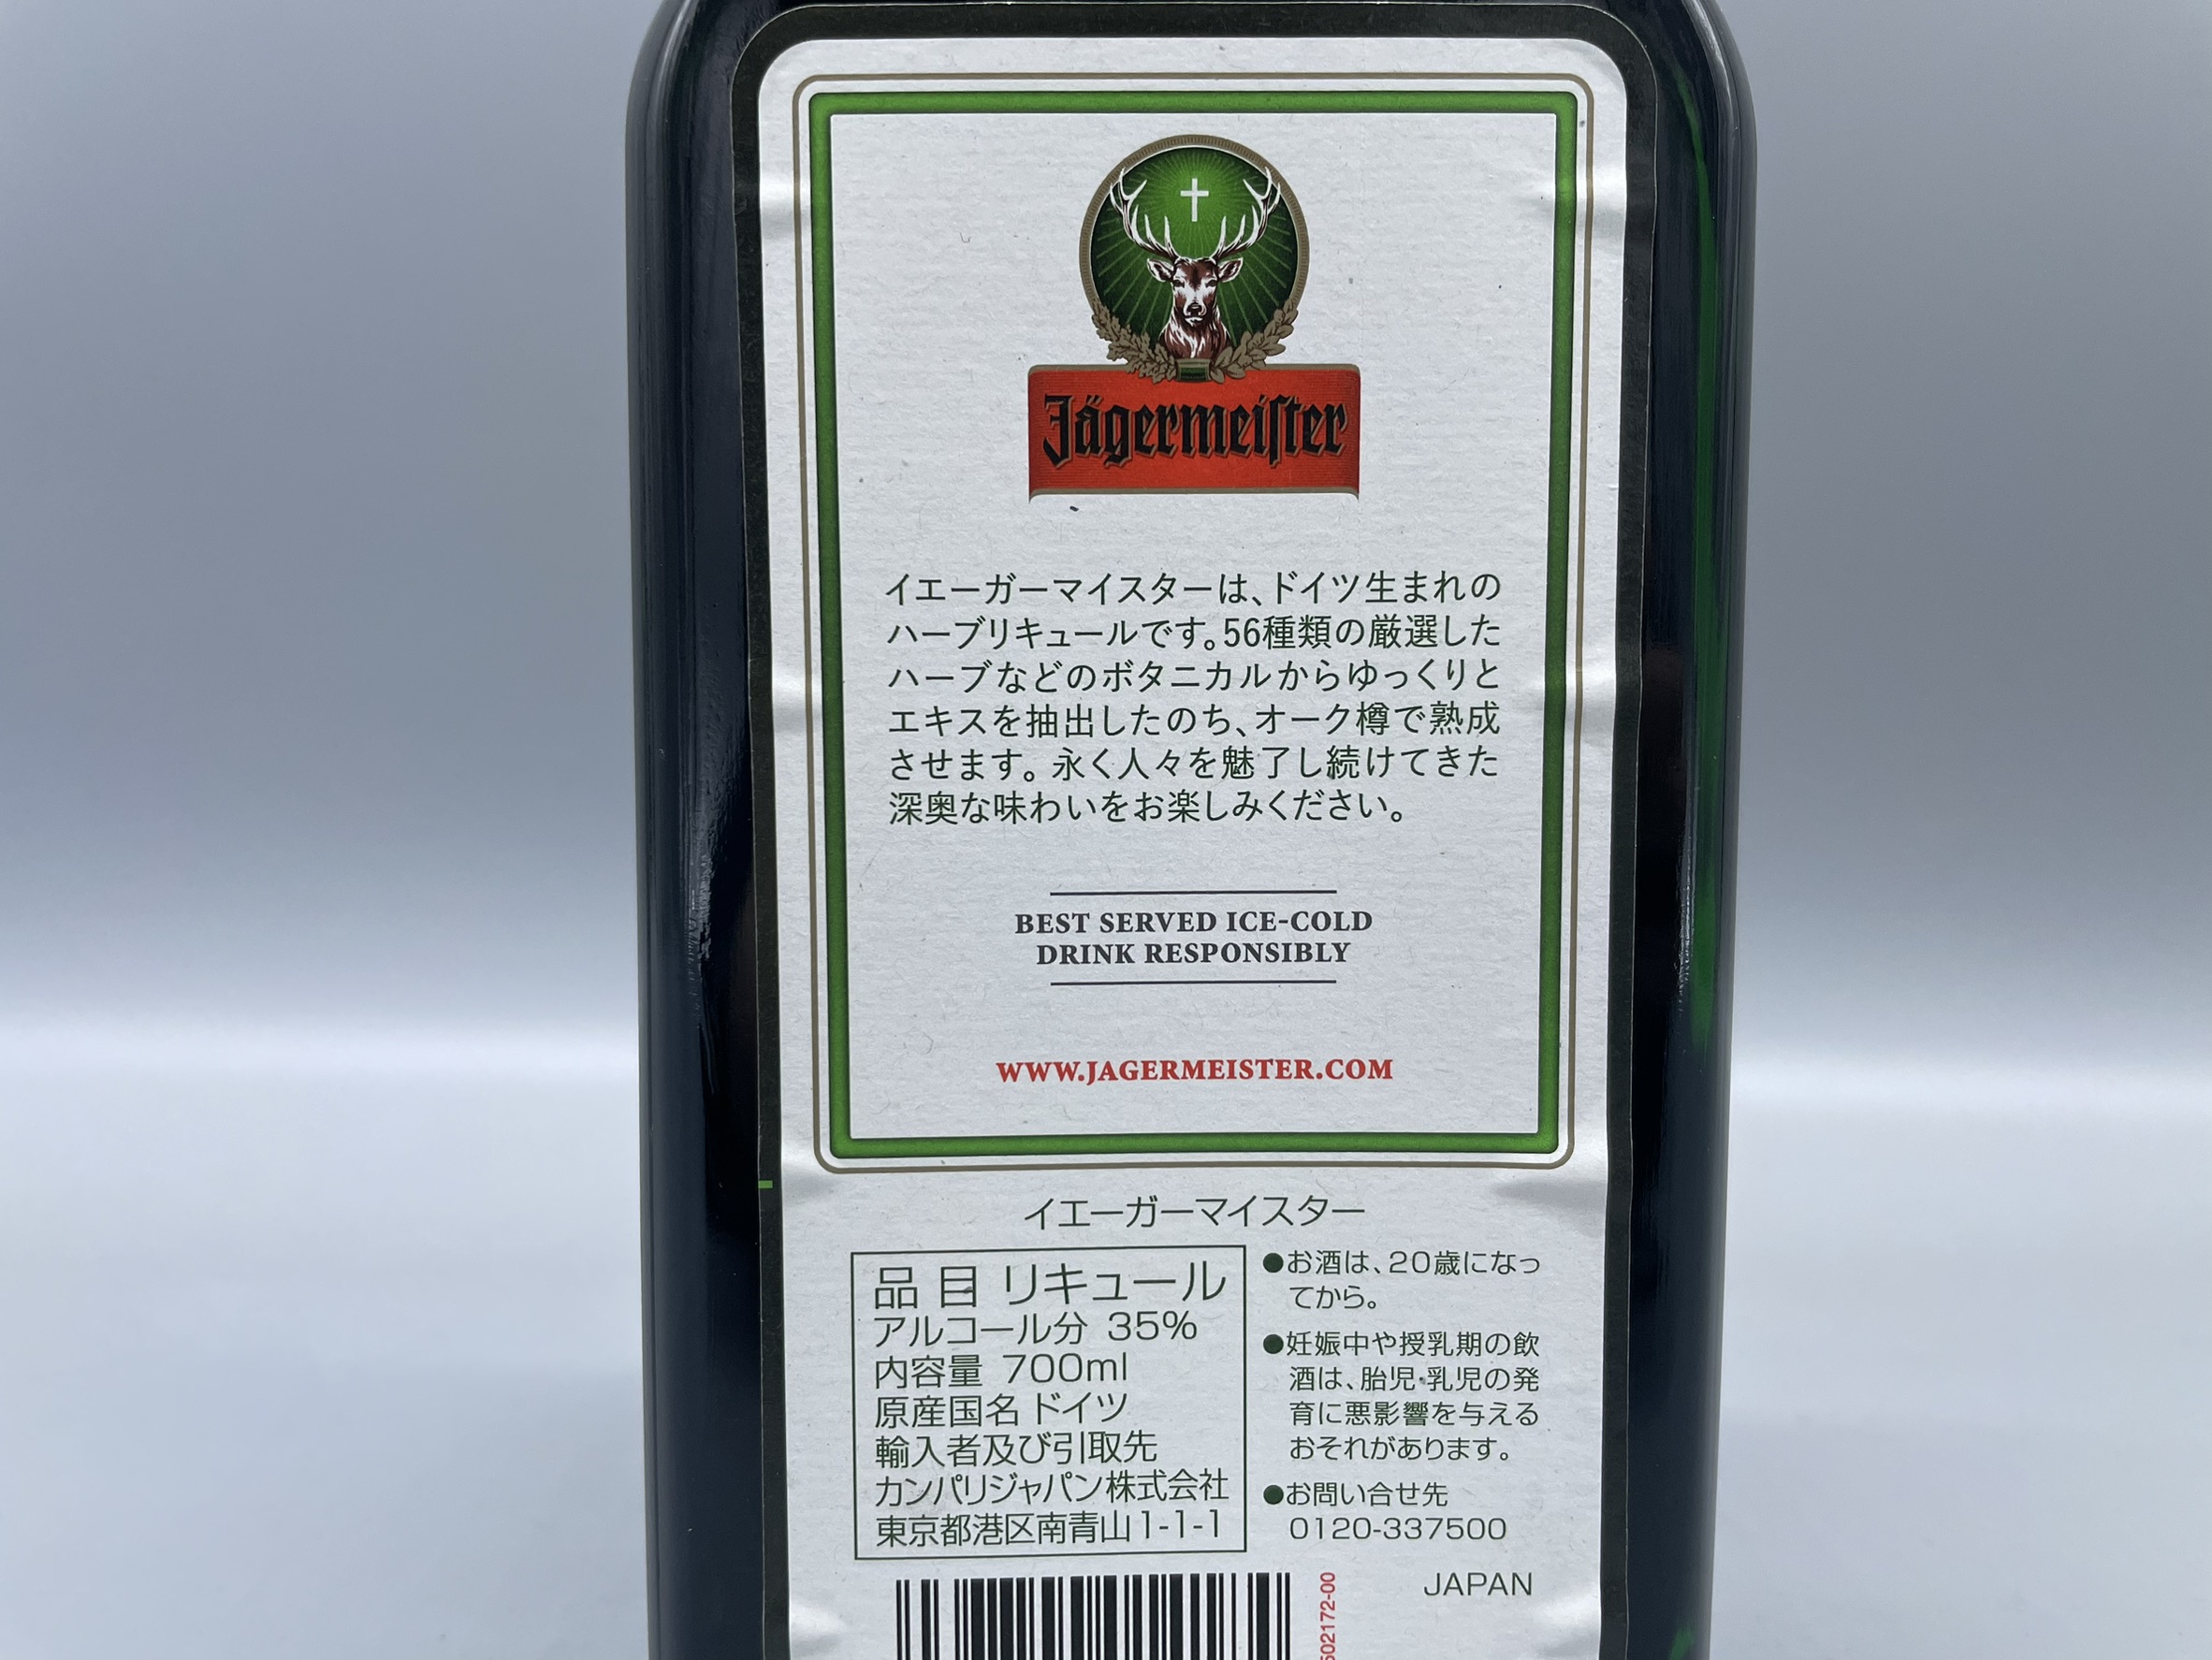 Jägermeiſter
イエーガーマイスターは、ドイツ生まれの
ハーブリキュールです。56種類の厳選した
ハーブなどのボタニカルからゆっくりと
エキスを抽出したのち、オーク樽で熟成
させます。永く人々を魅了し続けてきた
深奥な味わいをお楽しみください。
BEST SERVED ICE-COLD
DRINK RESPONSIBLY
WWW.JAGERMEISTER.COM
イエーガーマイスター
品 目 リキュール
アルコール分 35%
内容量 700ml
原産国名 ドイツ
輸入者及び引取先
カンパリジャパン株式会社
東京都港区南青山1-1-1
●お酒は、20歳になっ
てから。
●妊娠中や授乳期の飲
酒は、胎児・乳児の発
育に悪影響を与える
おそれがあります。
●お問い合せ先
0120-337500
JAPAN